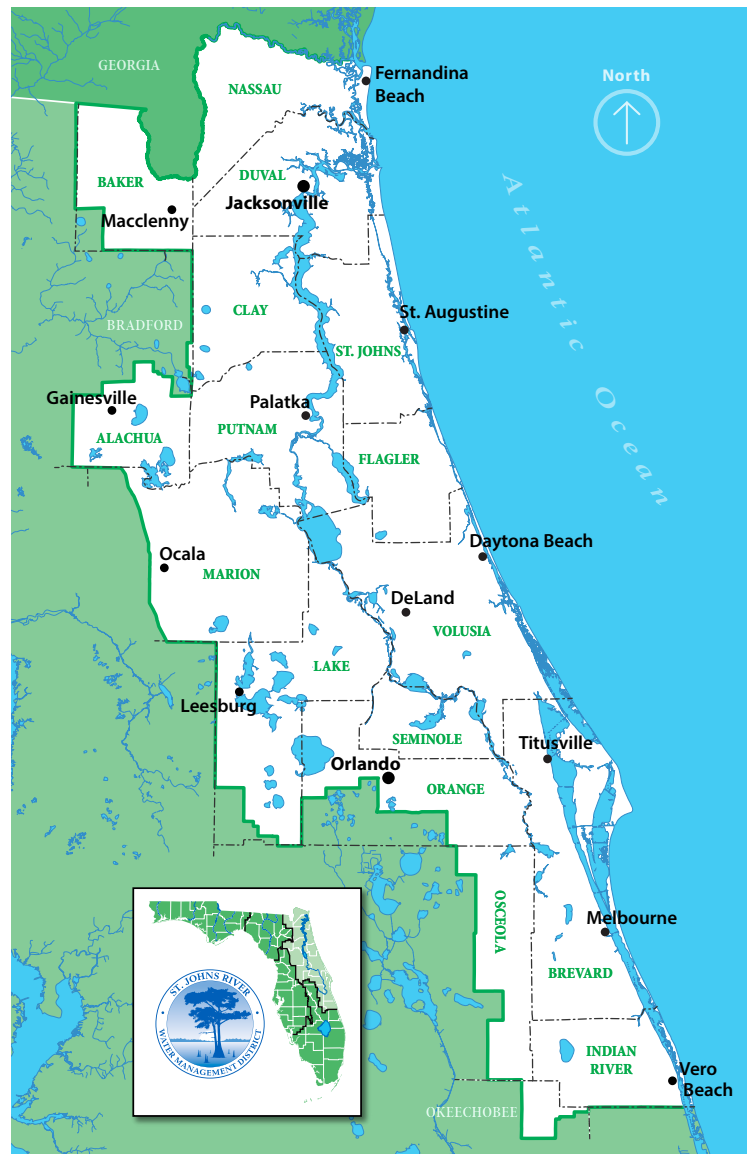 GEORGIA
Fernandina
Beach
North
NASSAU
BAKER
DUVAL
Jacksonville
Macclenny
Atlantic Ocean
CLAY
St. Augustine
BRADFORD
ST. JOHNS
Gainesville
Palatka
ALACHUA
PUTNAM
FLAGLER
Daytona Beach
Ocala
MARION
DeLand
VOLUSIA
LAKE
Leesburg
SEMINOLE
Titusville
Orlando
ORANGE
OSCEOLA
Melbourne
BREVARD
ST. JOHNS RIVER
WATER MANAGEMENT DISTRICT
INDIAN
RIVER
Vero
Beach
OKEECHOBEE